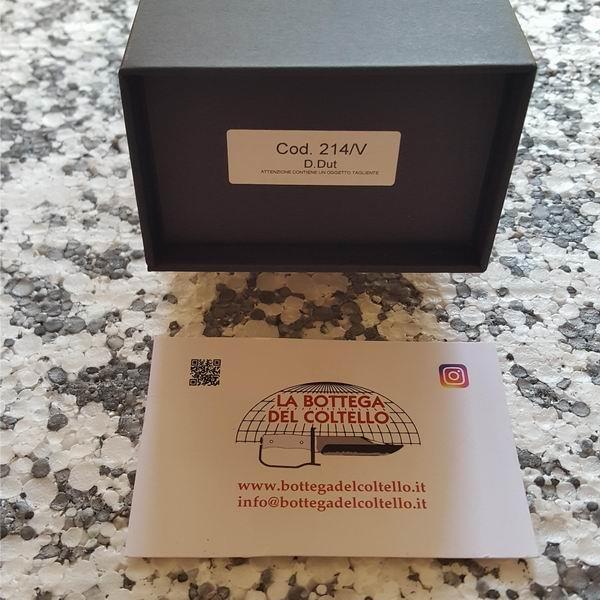 Cod. 214/V
D.Dut
ATTENZIONE CONTIENE UN OGGETTO TAGLIENTE
LA BOTTEGA
DEL COLTELLO
www.bottegadelcoltello.it
info@bottegadelcoltello.it